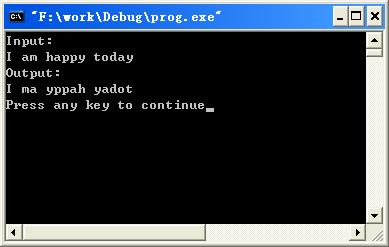 "F:\work\Debug\prog.exe"
Input:
I am happy today
Output:
I ma yppah yadot
Press any key to continue